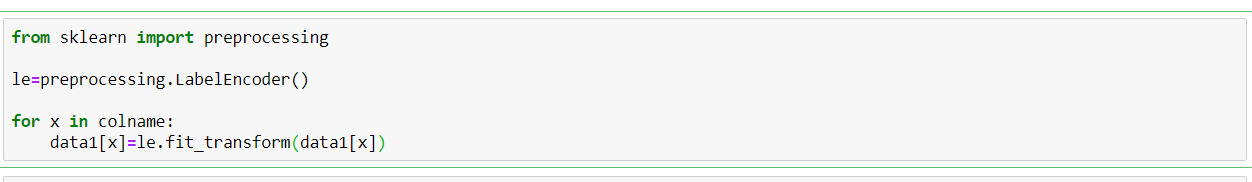 from sklearn import preprocessing
le=preprocessing.LabelEncoder()
for x in colname:
    data1[x]=le.fit_transform(data1[x])